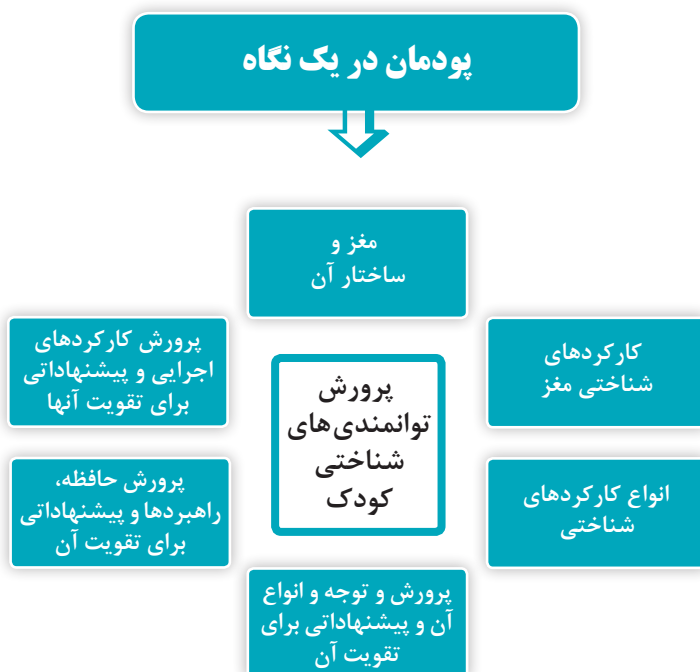 پودمان در یک نگاه
مغز و
ساختار آن
کارکردهای
شناختی مغز
پرورش کارکردهای
اجرایی و پیشنهاداتی
برای تقویت آنها
پرورش
توانمندی‌های
شناختی
کودک
انواع کارکردهای
شناختی
پرورش حافظه،
راهبردها و پیشنهاداتی
برای تقویت آن
پرورش و توجه و انواع
آن و پیشنهاداتی برای
تقویت آن